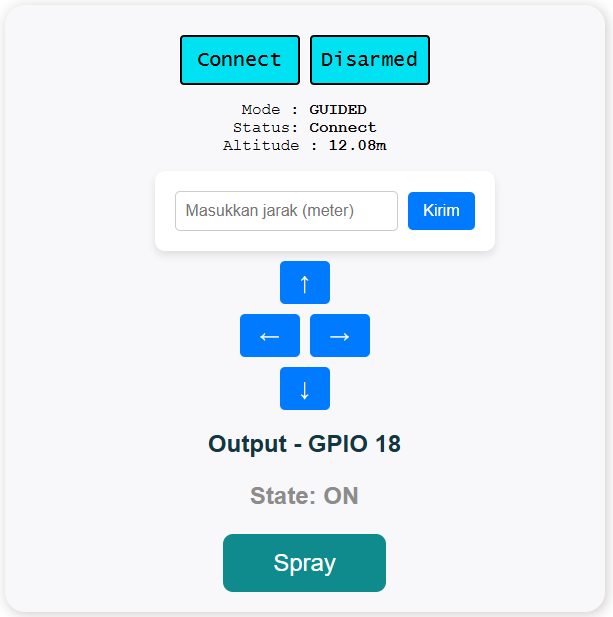 Connect Disarmed
Mode : GUIDED
Status: Connect
Altitude : 12.08m
Masukkan jarak (meter) Kirim
↑
← →
↓
Output - GPIO 18
State: ON
Spray